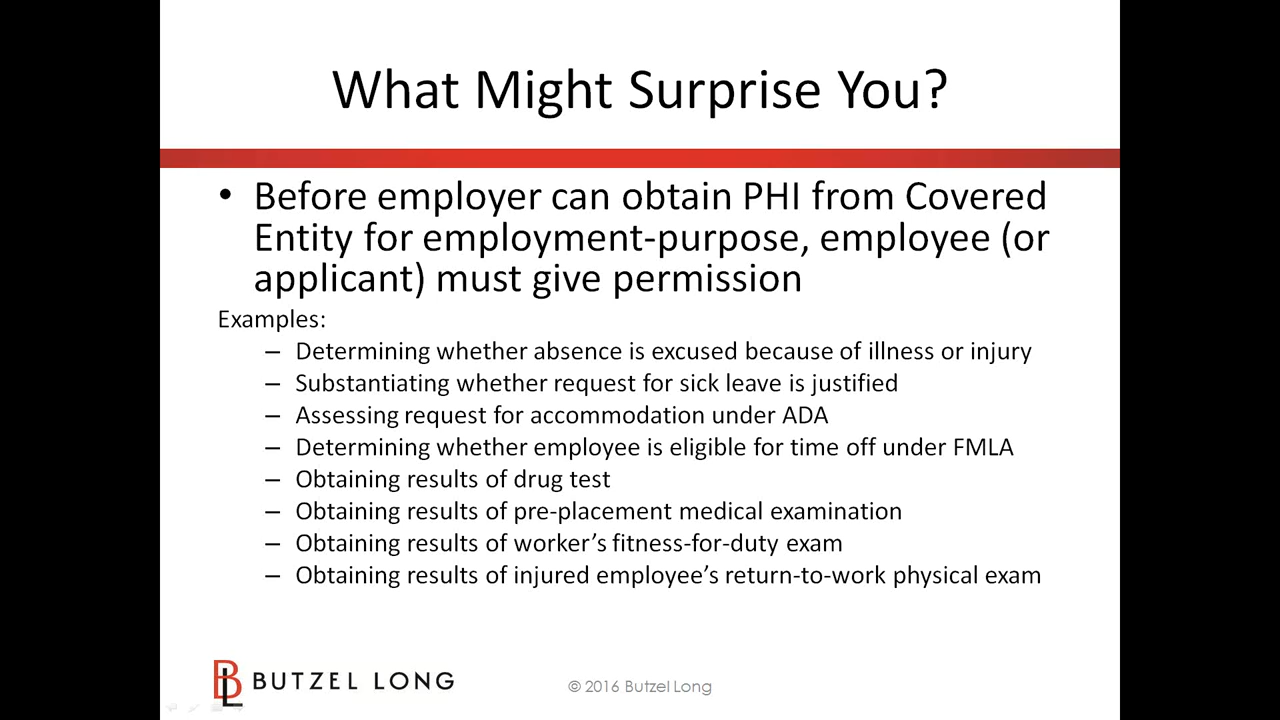 What Might Surprise You?
• Before employer can obtain PHI from Covered
Entity for employment-purpose, employee (or
applicant) must give permission
Examples:
– Determining whether absence is excused because of illness or injury
– Substantiating whether request for sick leave is justified
– Assessing request for accommodation under ADA
– Determining whether employee is eligible for time off under FMLA
– Obtaining results of drug test
– Obtaining results of pre-placement medical examination
– Obtaining results of worker’s fitness-for-duty exam
– Obtaining results of injured employee’s return-to-work physical exam
BL BUTZEL LONG
© 2016 Butzel Long